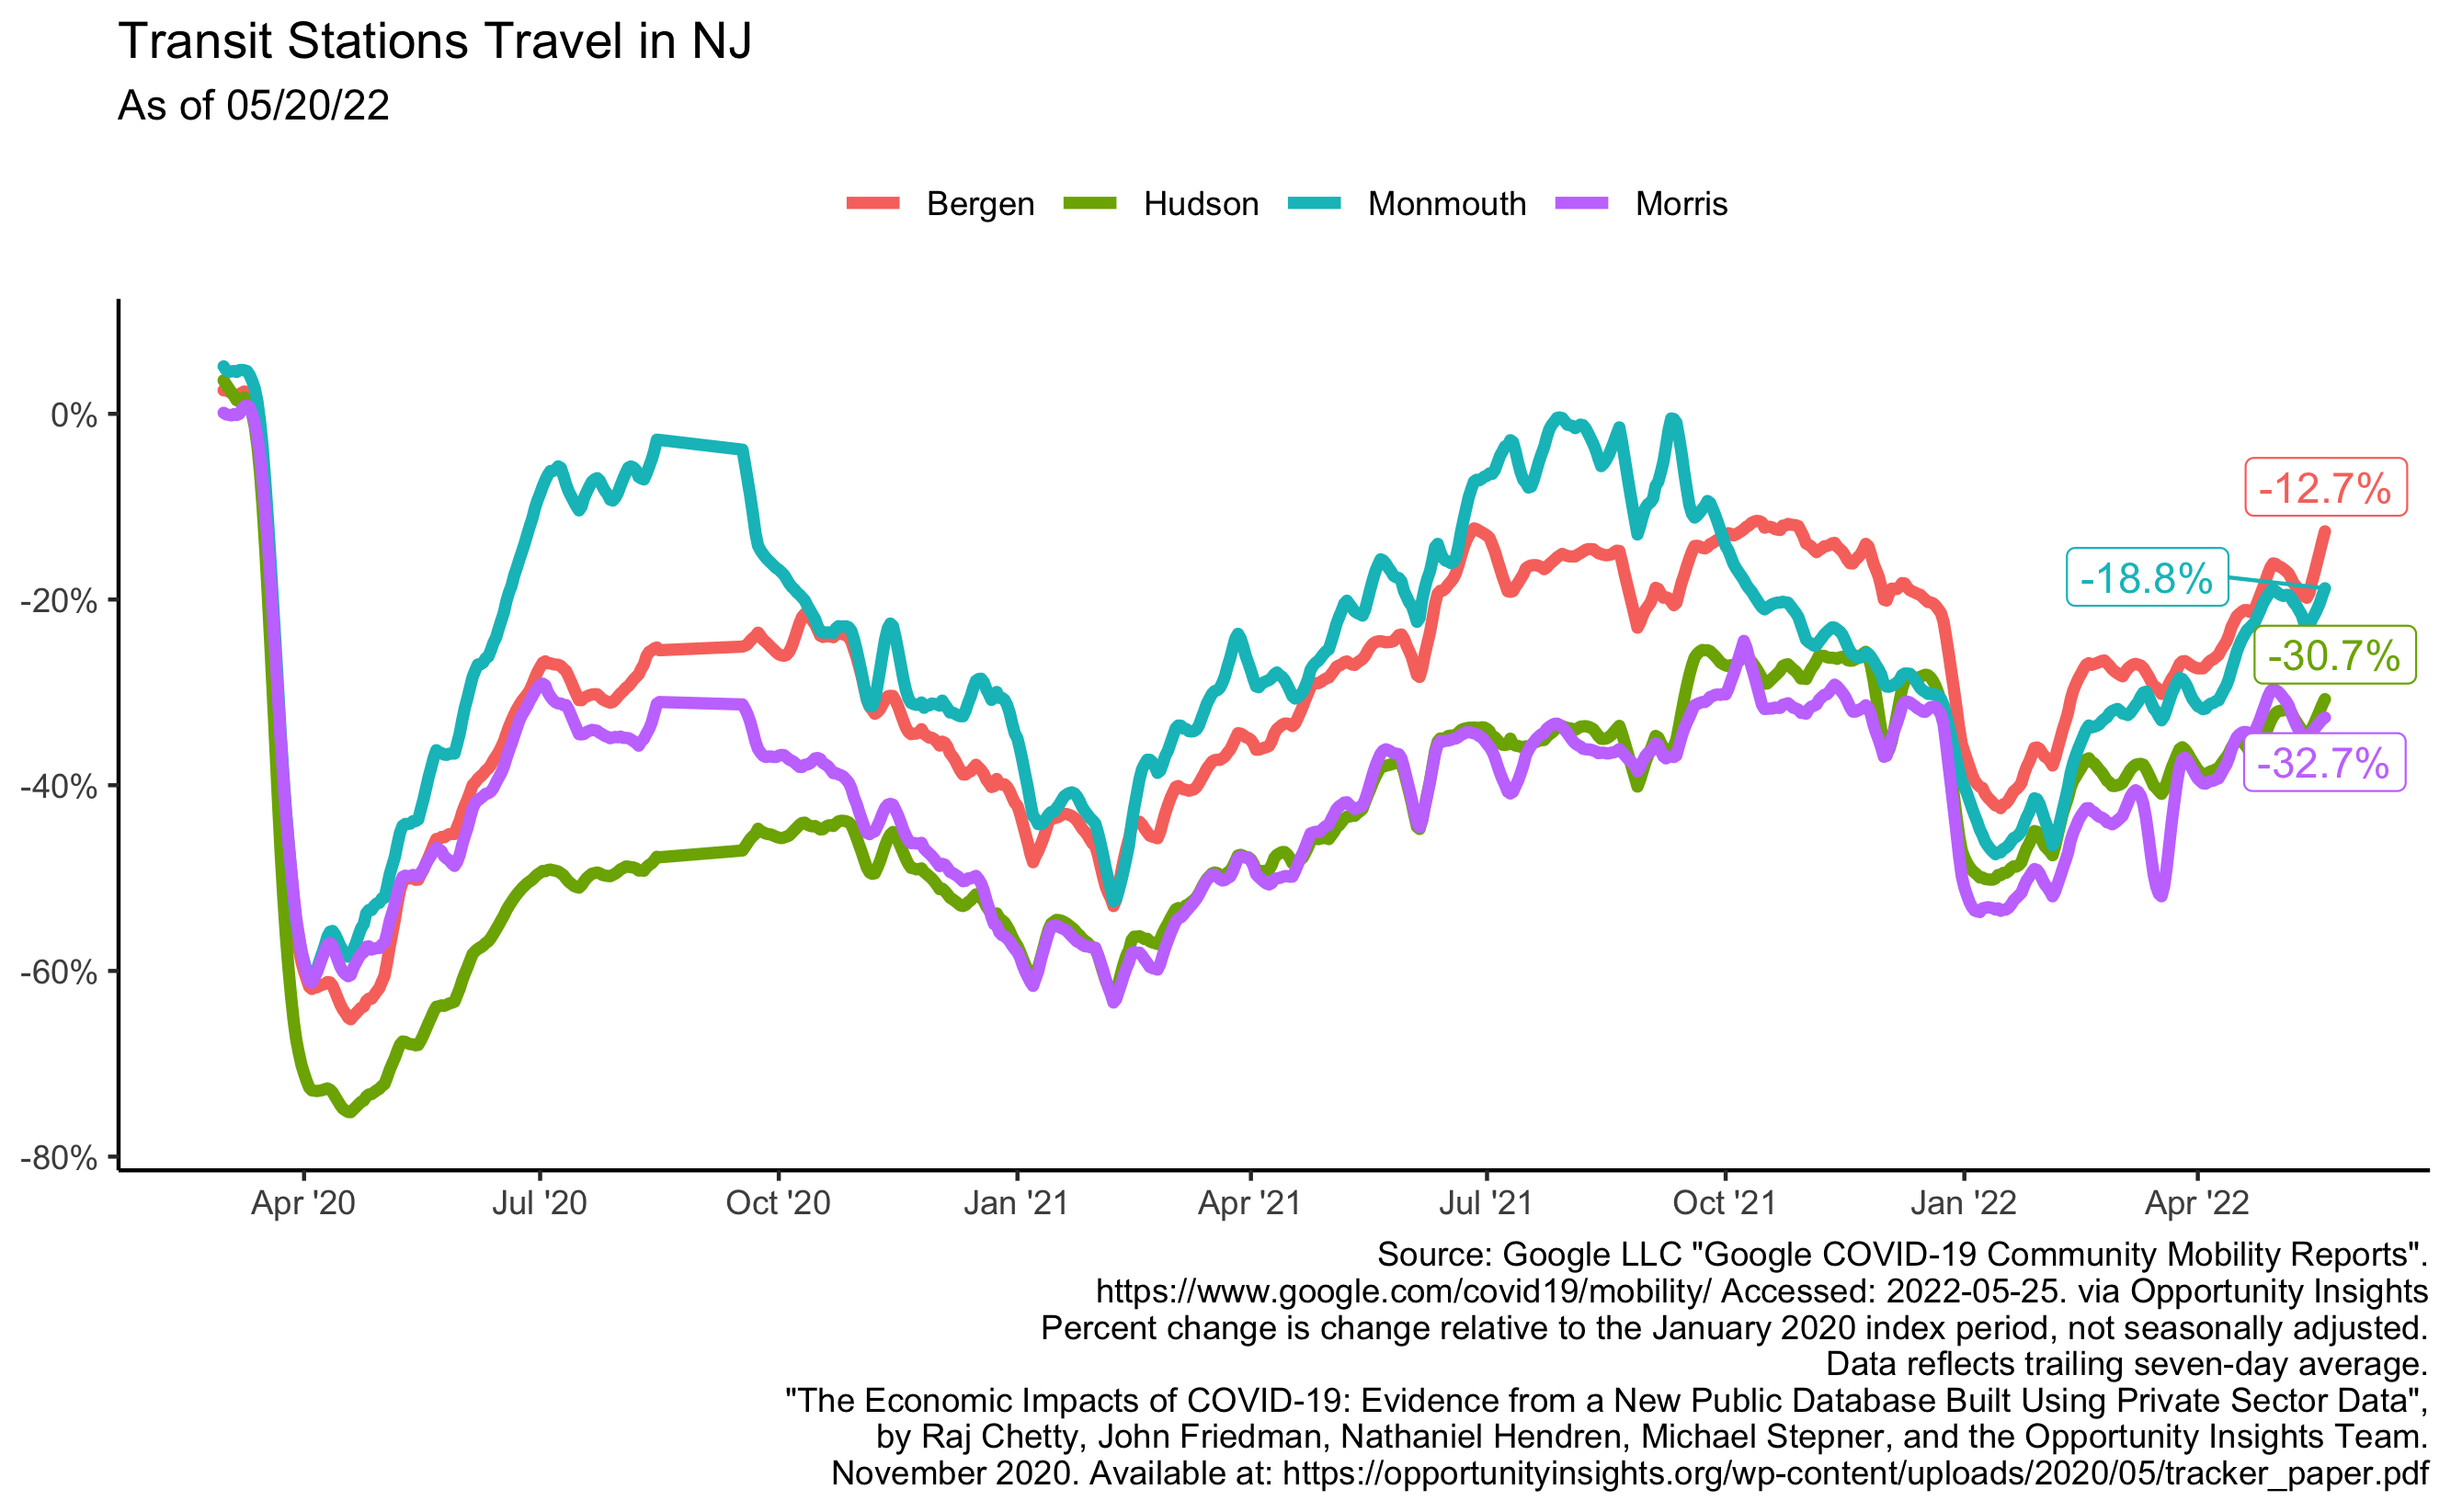 Transit Stations Travel in NJ
As of 05/20/22
Bergen Hudson Monmouth Morris
0%
-20%
-40%
-60%
-80%
-12.7%
-18.8%
-30.7%
-32.7%
Apr '20 Jul '20 Oct '20 Jan '21 Apr '21 Jul '21 Oct '21 Jan '22 Apr '22
Source: Google LLC "Google COVID-19 Community Mobility Reports".
https://www.google.com/covid19/mobility/ Accessed: 2022-05-25. via Opportunity Insights
Percent change is change relative to the January 2020 index period, not seasonally adjusted.
Data reflects trailing seven-day average.
"The Economic Impacts of COVID-19: Evidence from a New Public Database Built Using Private Sector Data",
by Raj Chetty, John Friedman, Nathaniel Hendren, Michael Stepner, and the Opportunity Insights Team.
November 2020. Available at: https://opportunityinsights.org/wp-content/uploads/2020/05/tracker_paper.pdf